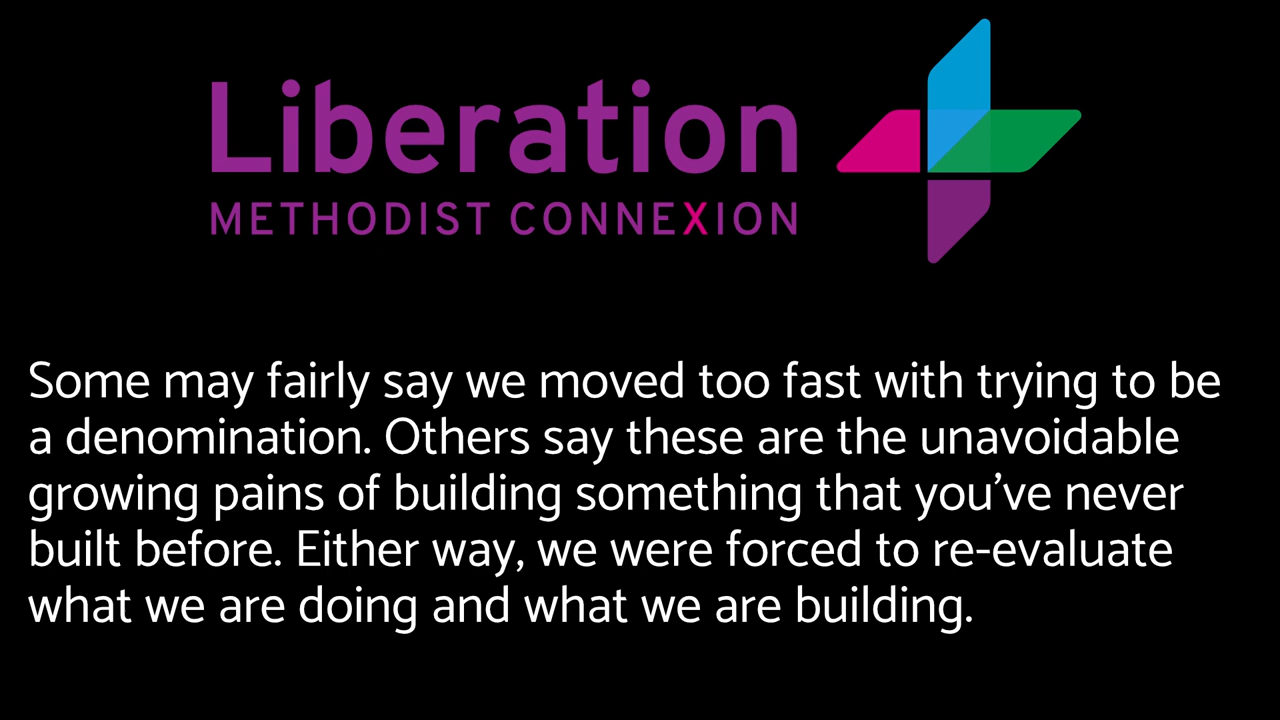 Liberation
METHODIST CONNEXION
Some may fairly say we moved too fast with trying to be
a denomination. Others say these are the unavoidable
growing pains of building something that you’ve never
built before. Either way, we were forced to re-evaluate
what we are doing and what we are building.